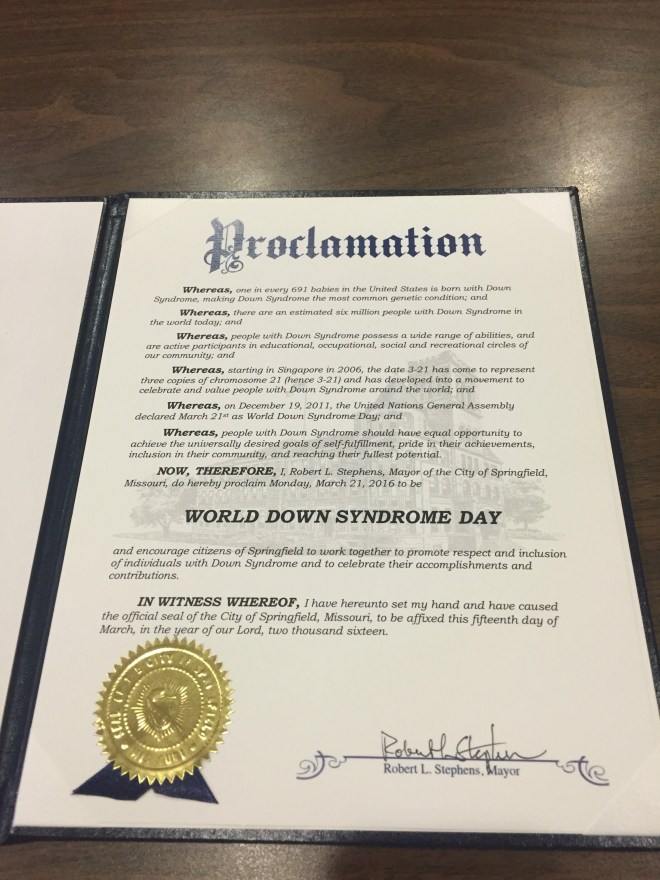 Proclamation
Whereas, one in every 691 babies in the United States is born with Down
Syndrome, making Down Syndrome the most common genetic condition; and
Whereas, there are an estimated six million people with Down Syndrome in
the world today; and
Whereas, people with Down Syndrome possess a wide range of abilities, and
are active participants in educational, occupational, social and recreational circles of
our community; and
Whereas, starting in Singapore in 2006, the date 3-21 has come to represent
three copies of chromosome 21 (hence 3-21) and has developed into a movement to
celebrate and value people with Down Syndrome around the world; and
Whereas, on December 19, 2011, the United Nations General Assembly
declared March 21st as World Down Syndrome Day; and
Whereas, people with Down Syndrome should have equal opportunity to
achieve the universally desired goals of self-fulfillment, pride in their achievements,
inclusion in their community, and reaching their fullest potential.
NOW, THEREFORE, I, Robert L. Stephens, Mayor of the City of Springfield,
Missouri, do hereby proclaim Monday, March 21, 2016 to be
WORLD DOWN SYNDROME DAY
and encourage citizens of Springfield to work together to promote respect and inclusion
of individuals with Down Syndrome and to celebrate their accomplishments and
contributions.
IN WITNESS WHEREOF, I have hereunto set my hand and have caused
the official seal of the City of Springfield, Missouri, to be affixed this fifteenth day of
March, in the year of our Lord, two thousand sixteen.
Robert L. Stephens, Mayor